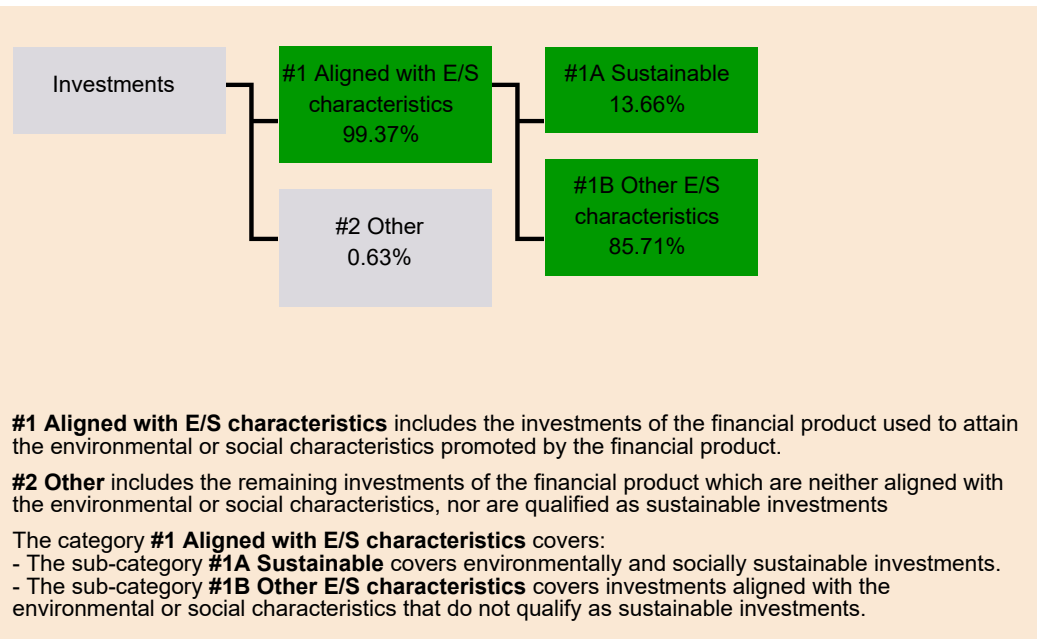 Investments
#1 Aligned with E/S
characteristics
99.37%
#1A Sustainable
13.66%
#1B Other E/S
characteristics
85.71%
#2 Other
0.63%
#1 Aligned with E/S characteristics includes the investments of the financial product used to attain
the environmental or social characteristics promoted by the financial product.
#2 Other includes the remaining investments of the financial product which are neither aligned with
the environmental or social characteristics, nor are qualified as sustainable investments
The category #1 Aligned with E/S characteristics covers:
- The sub-category #1A Sustainable covers environmentally and socially sustainable investments.
- The sub-category #1B Other E/S characteristics covers investments aligned with the
environmental or social characteristics that do not qualify as sustainable investments.